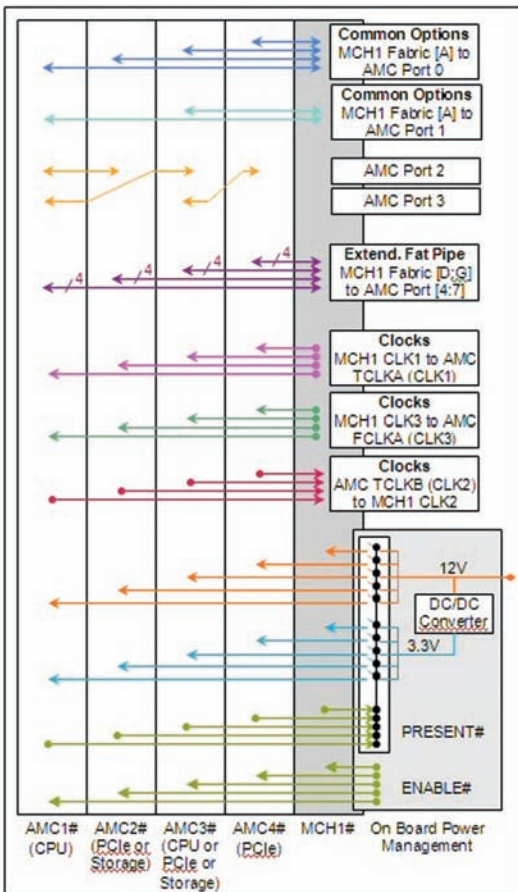 Common Options
MCH1 Fabric [A] to
AMC Port 0
Common Options
MCH1 Fabric [A] to
AMC Port 1
AMC Port 2
AMC Port 3
Extend. Fat Pipe
MCH1 Fabric [D:G]
to AMC Port [4:7]
4
4
4
4
Clocks
MCH1 CLK1 to AMC
TCLKA (CLK1)
Clocks
MCH1 CLK3 to AMC
FCLKA (CLK3)
Clocks
AMC TCLKB (CLK2)
to MCH1 CLK2
12V
DC/DC
Converter
3.3V
PRESENT#
ENABLE#
AMC1#
(CPU)
AMC2#
(PCIe or
Storage)
AMC3#
(CPU or
PCIe or
Storage)
AMC4#
(PCIe)
MCH1#
On Board Power
Management